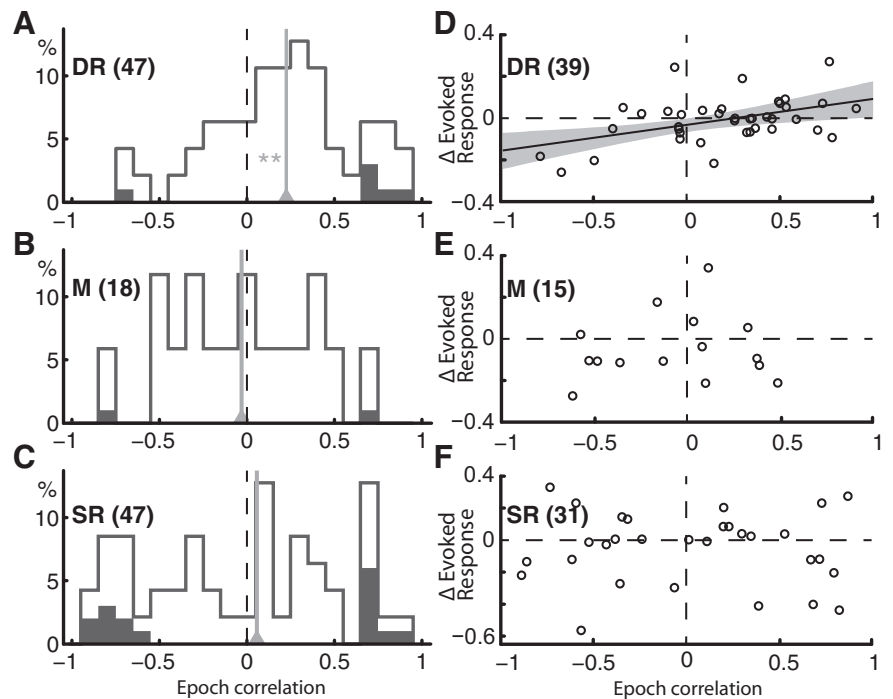 A
%
DR (47)
10
5
**
0
−1
−0.5
0
0.5
1
B
%
M (18)
10
5
0
−1
−0.5
0
0.5
1
C
%
SR (47)
10
5
0
−1
−0.5
0
0.5
1
Epoch correlation
D
0.4
DR (39)
0
−0.4
Δ Evoked
Response
−1
−0.5
0
0.5
1
E
0.4
M (15)
0
−0.4
Δ Evoked
Response
−1
−0.5
0
0.5
1
F
0.4
SR (31)
0
−0.6
Δ Evoked
Response
−1
−0.5
0
0.5
1
Epoch correlation